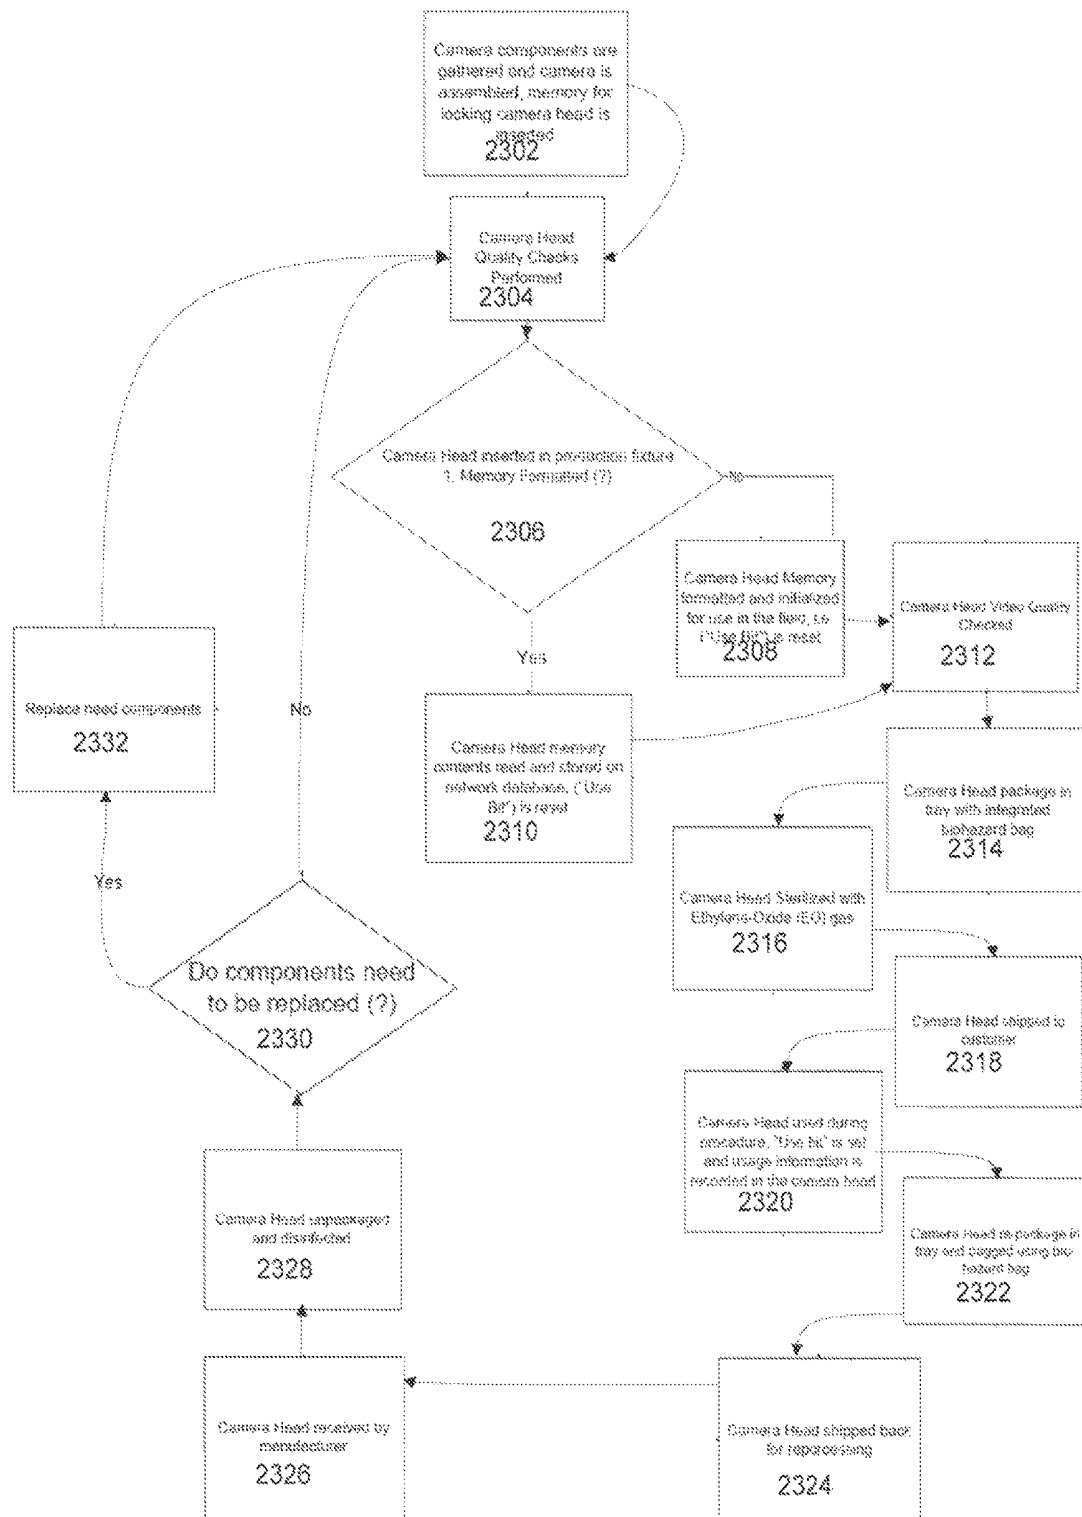 Camera components are
gathered and camera is
assembled, memory for
locking camera head is
inserted
2302
Camera Head
Quality Checks
Performed
2304
Camera Head inserted in production fixture
1. Memory Formatted (?)
2306
No
Camera Head Memory
formatted and initialized
for use in the field, i.e
("Use Bit") is reset
2308
Camera Head Video Quality
Checked
2312
Yes
Camera Head memory
contents read and stored on
network database, ("Use
Bit") is reset
2310
Camera Head package in
tray with integrated
biohazard bag
2314
Camera Head Sterilized with
Ethylene-Oxide (EO) gas
2316
Camera Head shipped to
customer
2318
Camera Head used during
procedure, "Use bit" is set
and usage information is
recorded in the camera head
2320
Camera Head re-package in
tray and bagged using bio-
hazard bag
2322
Camera Head shipped back
for reporcessing
2324
Camera Head received by
manufacturer
2326
Camera Head unpackaged
and disinfected
2328
Do components need
to be replaced (?)
2330
No
Yes
Replace need components
2332